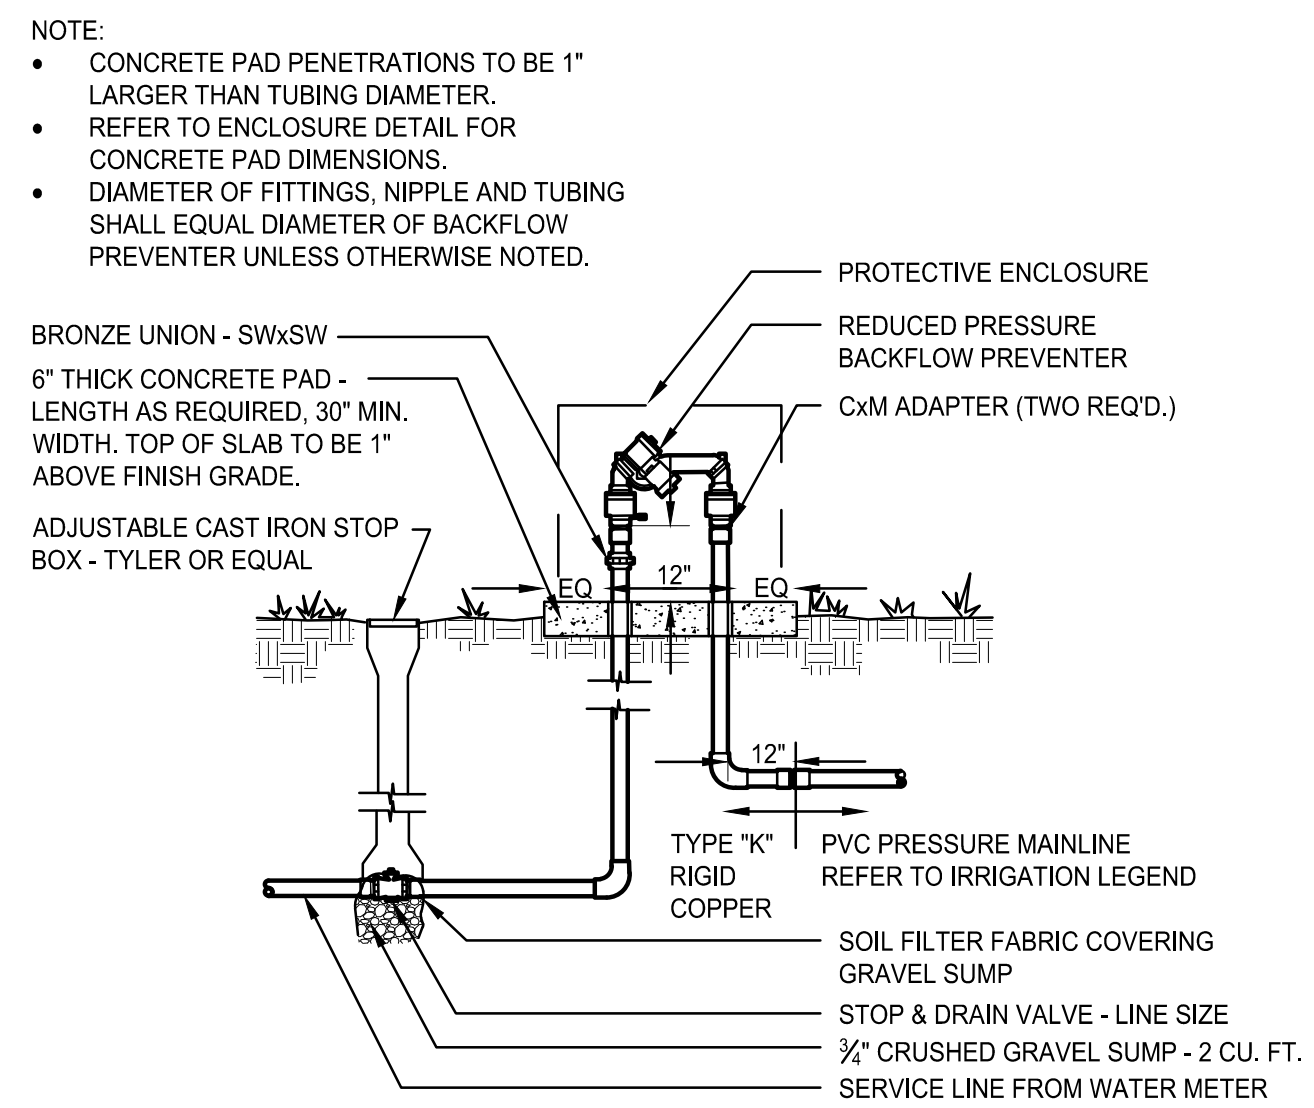 NOTE:
• CONCRETE PAD PENETRATIONS TO BE 1"
LARGER THAN TUBING DIAMETER.
• REFER TO ENCLOSURE DETAIL FOR
CONCRETE PAD DIMENSIONS.
• DIAMETER OF FITTINGS, NIPPLE AND TUBING
SHALL EQUAL DIAMETER OF BACKFLOW
PREVENTER UNLESS OTHERWISE NOTED.
PROTECTIVE ENCLOSURE
REDUCED PRESSURE
BACKFLOW PREVENTER
CxM ADAPTER (TWO REQ'D.)
BRONZE UNION - SWxSW
6" THICK CONCRETE PAD -
LENGTH AS REQUIRED, 30" MIN.
WIDTH. TOP OF SLAB TO BE 1"
ABOVE FINISH GRADE.
ADJUSTABLE CAST IRON STOP
BOX - TYLER OR EQUAL
EQ 12" EQ
12"
TYPE "K"
RIGID
COPPER
PVC PRESSURE MAINLINE
REFER TO IRRIGATION LEGEND
SOIL FILTER FABRIC COVERING
GRAVEL SUMP
STOP & DRAIN VALVE - LINE SIZE
3/4" CRUSHED GRAVEL SUMP - 2 CU. FT.
SERVICE LINE FROM WATER METER